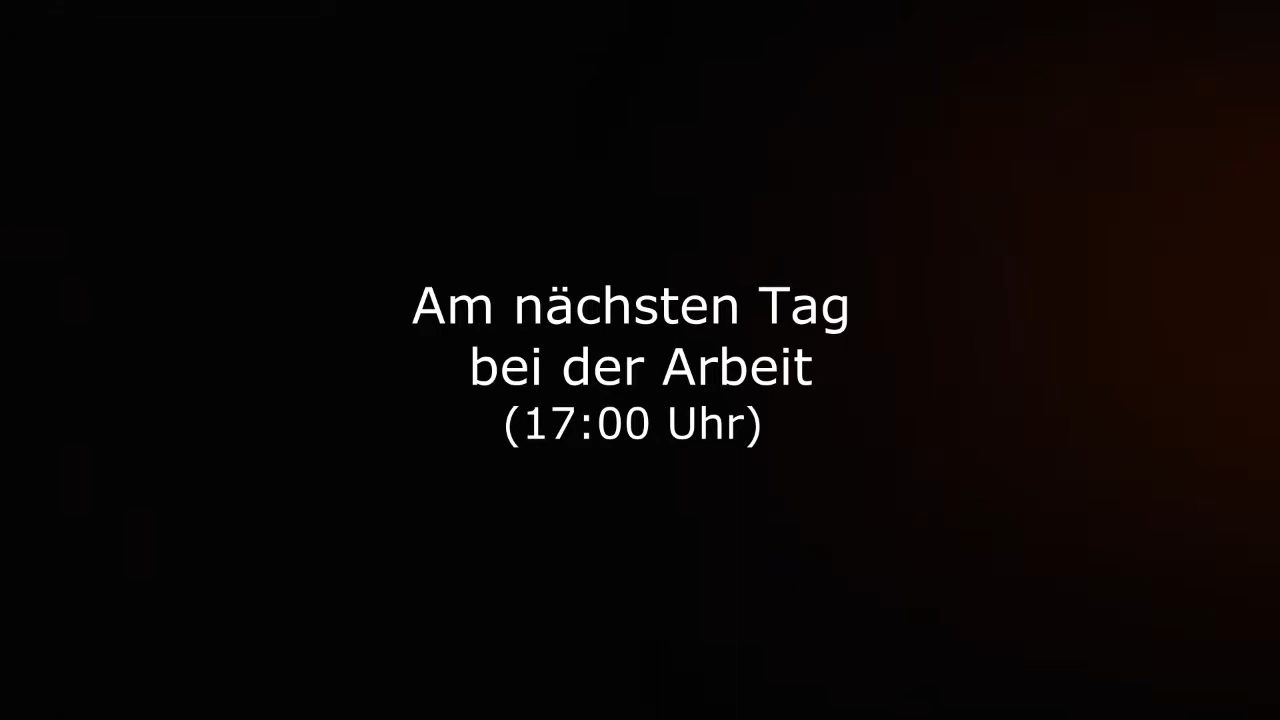 Am nächsten Tag
bei der Arbeit
(17:00 Uhr)